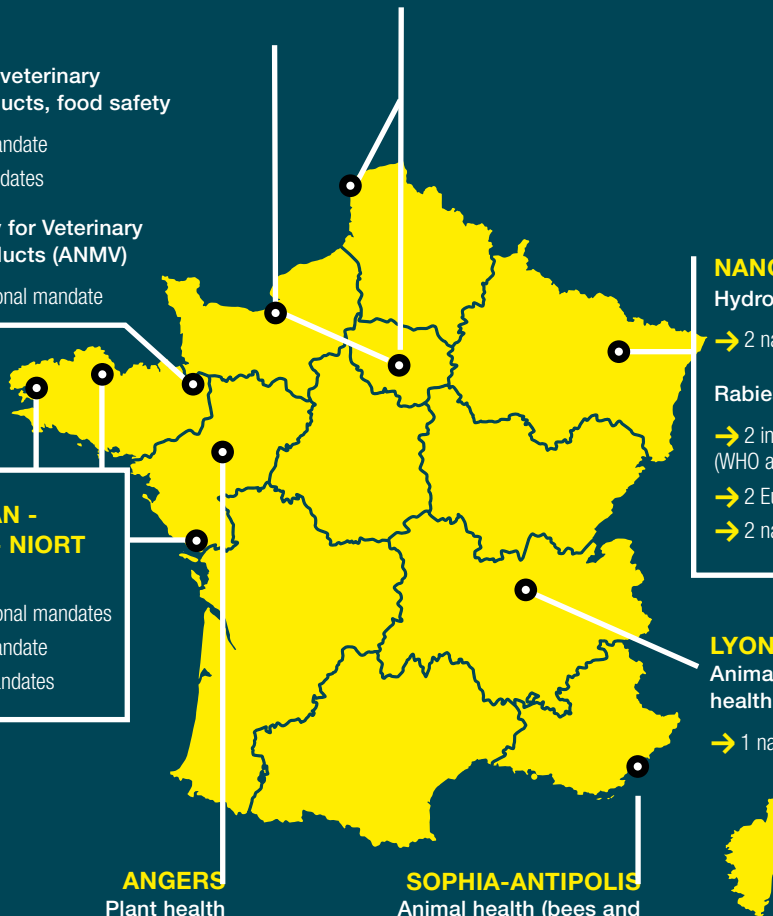 veterinary
ucts, food safety
andate
dates
y for Veterinary
ducts (ANMV)
onal mandate
AN -
NIORT
onal mandates
andate
andates
NANC
Hydro
→ 2 na
Rabie
→ 2 in
(WHO a
→ 2 Eu
→ 2 na
LYON
Anima
health
→ 1 na
ANGERS
Plant health
SOPHIA-ANTIPOLIS
Animal health (bees and